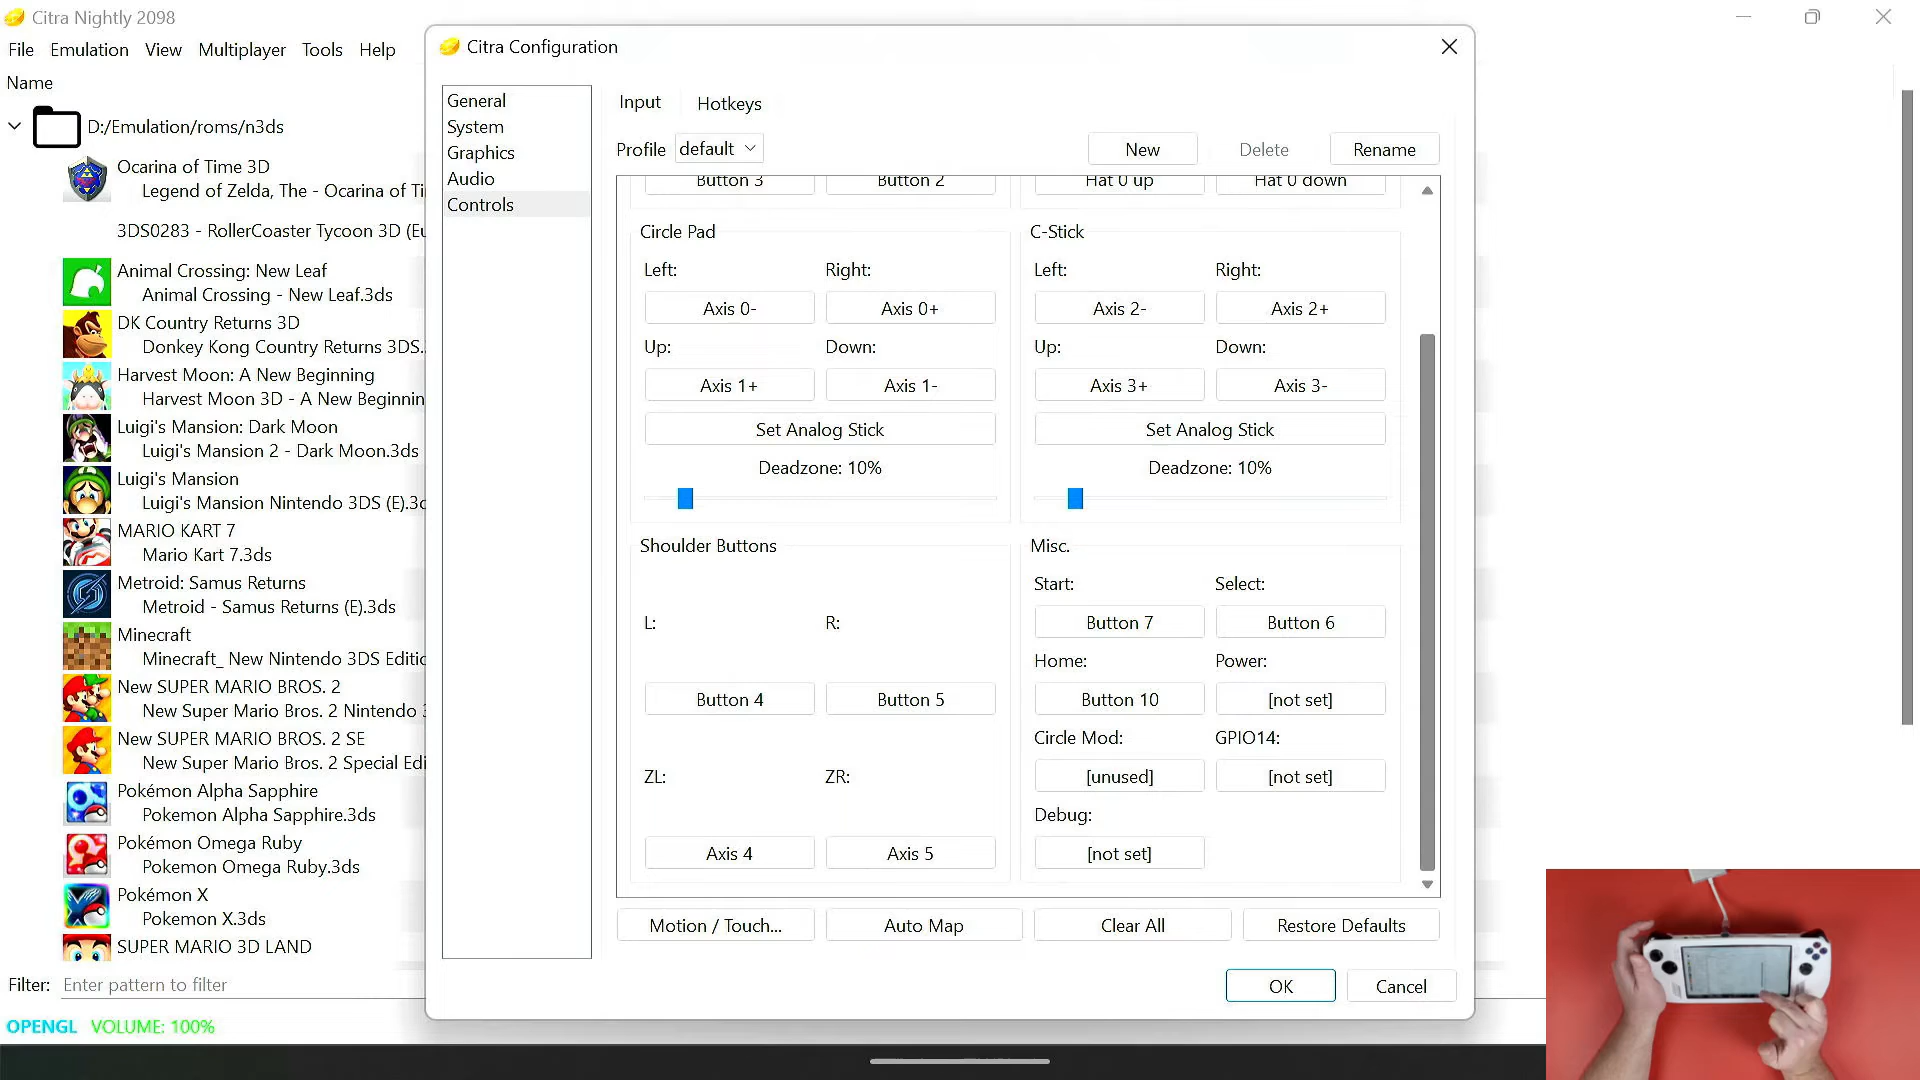 Citra Nightly 2098
File Emulation View Multiplayer Tools Help
Name
D:/Emulation/roms/n3ds
Ocarina of Time 3D
Legend of Zelda, The - Ocarina of Ti
3DS0283 - RollerCoaster Tycoon 3D (Eu
Animal Crossing: New Leaf
Animal Crossing - New Leaf.3ds
DK Country Returns 3D
Donkey Kong Country Returns 3DS.
Harvest Moon: A New Beginning
Harvest Moon 3D - A New Beginnin
Luigi's Mansion: Dark Moon
Luigi's Mansion 2 - Dark Moon.3ds
Luigi's Mansion
Luigi's Mansion Nintendo 3DS (E).3d
MARIO KART 7
Mario Kart 7.3ds
Metroid: Samus Returns
Metroid - Samus Returns (E).3ds
Minecraft
Minecraft_ New Nintendo 3DS Editio
New SUPER MARIO BROS. 2
New Super Mario Bros. 2 Nintendo 3
New SUPER MARIO BROS. 2 SE
New Super Mario Bros. 2 Special Edi
Pokémon Alpha Sapphire
Pokemon Alpha Sapphire.3ds
Pokémon Omega Ruby
Pokemon Omega Ruby.3ds
Pokémon X
Pokemon X.3ds
SUPER MARIO 3D LAND
Filter: Enter pattern to filter
OPENGL VOLUME: 100%
Citra Configuration
General
System
Graphics
Audio
Controls
Input Hotkeys
Profile default New Delete Rename
Button 3 Button 2 Hat 0 up Hat 0 down
Circle Pad
Left: Right:
Axis 0- Axis 0+
Up: Down:
Axis 1+ Axis 1-
Set Analog Stick
Deadzone: 10%
C-Stick
Left: Right:
Axis 2- Axis 2+
Up: Down:
Axis 3+ Axis 3-
Set Analog Stick
Deadzone: 10%
Shoulder Buttons
L: R:
Button 4 Button 5
ZL: ZR:
Axis 4 Axis 5
Misc.
Start: Select:
Button 7 Button 6
Home: Power:
Button 10 [not set]
Circle Mod: GPIO14:
[unused] [not set]
Debug:
[not set]
Motion / Touch... Auto Map Clear All Restore Defaults
OK Cancel